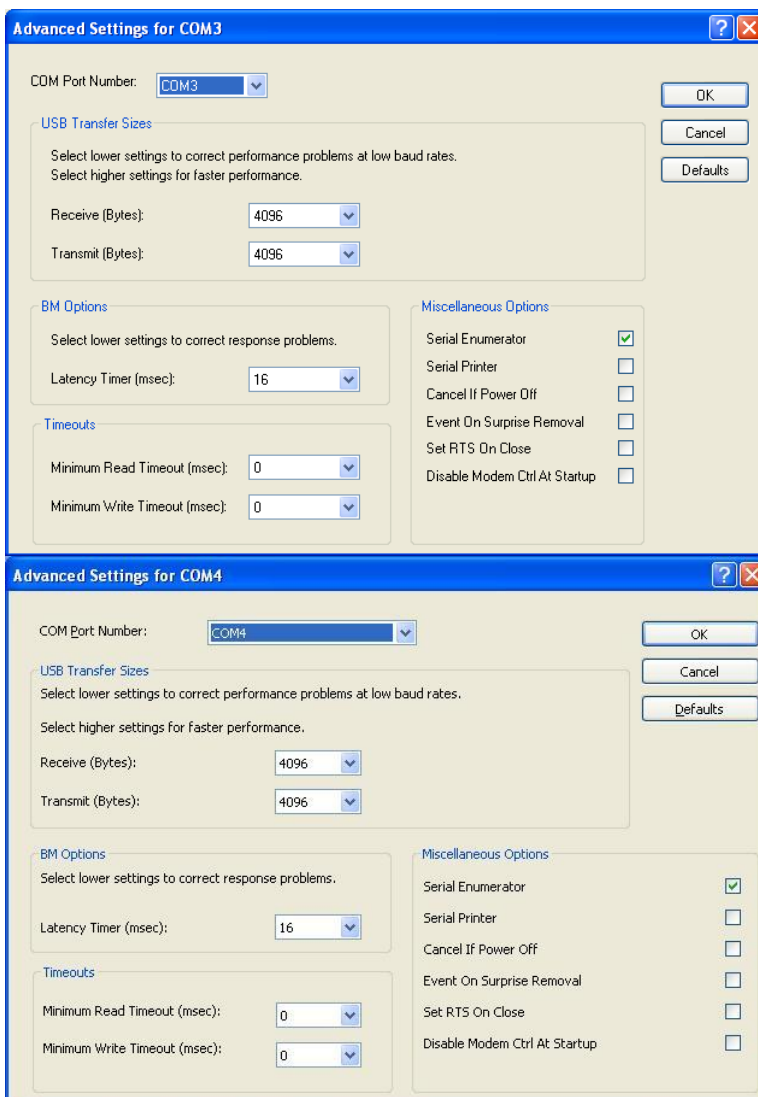 Advanced Settings for COM3
COM Port Number: COM3
OK
USB Transfer Sizes
Cancel
Select lower settings to correct performance problems at low baud rates.
Select higher settings for faster performance.
Defaults
Receive (Bytes): 4096
Transmit (Bytes): 4096
BM Options
Select lower settings to correct response problems.
Latency Timer (msec): 16
Timeouts
Minimum Read Timeout (msec): 0
Minimum Write Timeout (msec): 0
Miscellaneous Options
Serial Enumerator
Serial Printer
Cancel If Power Off
Event On Surprise Removal
Set RTS On Close
Disable Modem Ctrl At Startup
Advanced Settings for COM4
COM Port Number: COM4
OK
USB Transfer Sizes
Cancel
Select lower settings to correct performance problems at low baud rates.
Defaults
Select higher settings for faster performance.
Receive (Bytes): 4096
Transmit (Bytes): 4096
BM Options
Select lower settings to correct response problems.
Latency Timer (msec): 16
Timeouts
Minimum Read Timeout (msec): 0
Minimum Write Timeout (msec): 0
Miscellaneous Options
Serial Enumerator
Serial Printer
Cancel If Power Off
Event On Surprise Removal
Set RTS On Close
Disable Modem Ctrl At Startup